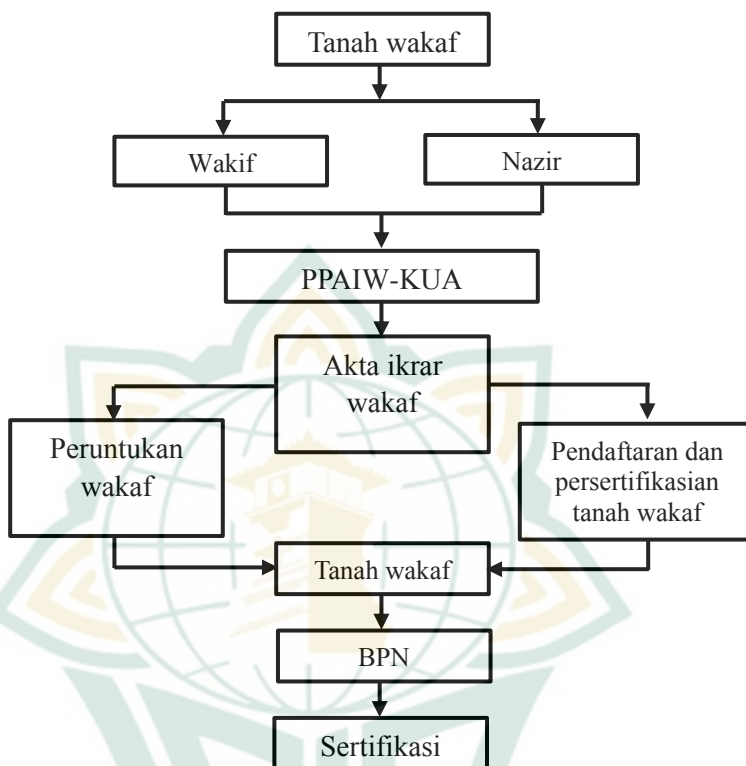 Tanah wakaf
Wakif
Nazir
PPAIW-KUA
Akta ikrar
wakaf
Peruntukan
wakaf
Pendaftaran dan
persertifikasian
tanah wakaf
Tanah wakaf
BPN
Sertifikasi